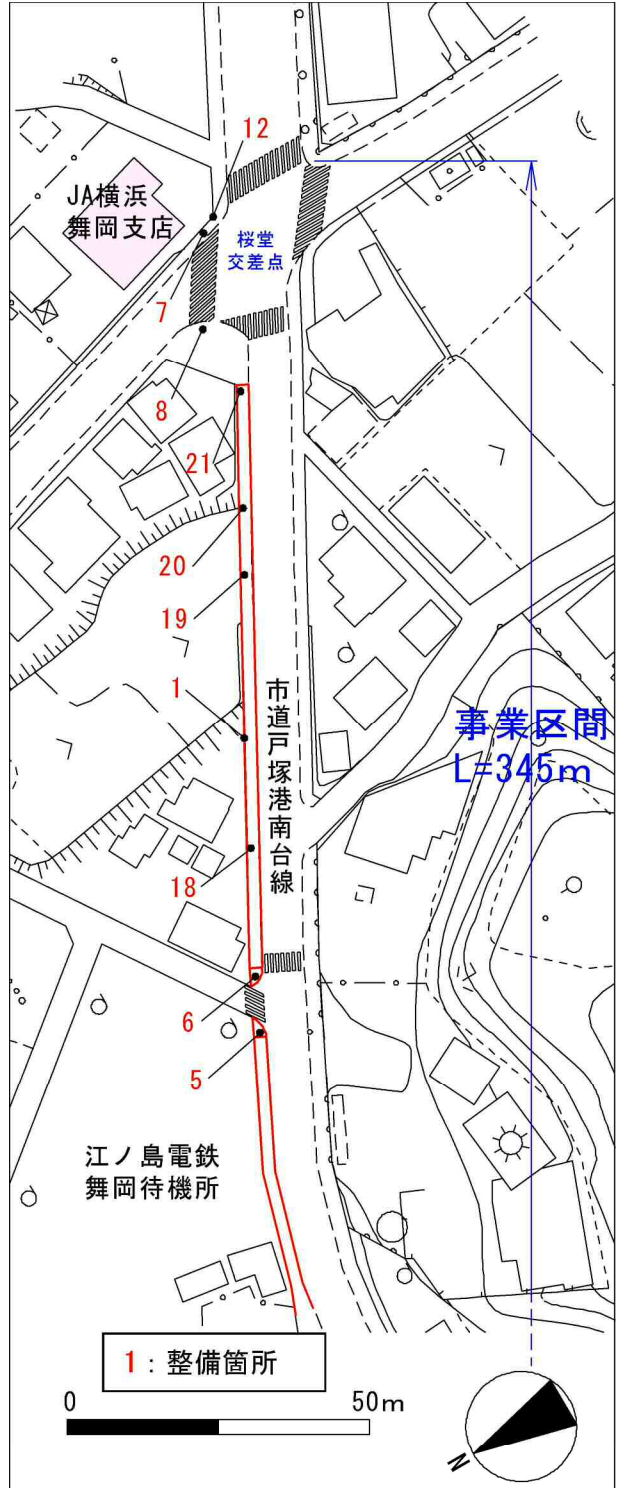 12
JA横浜
舞岡支店
桜堂
交差点
7
8
21
20
19
1
市道戸塚港南台線
事業区間
L=345m
18
6
5
江ノ島電鉄
舞岡待機所
1：整備箇所
0
50m
N